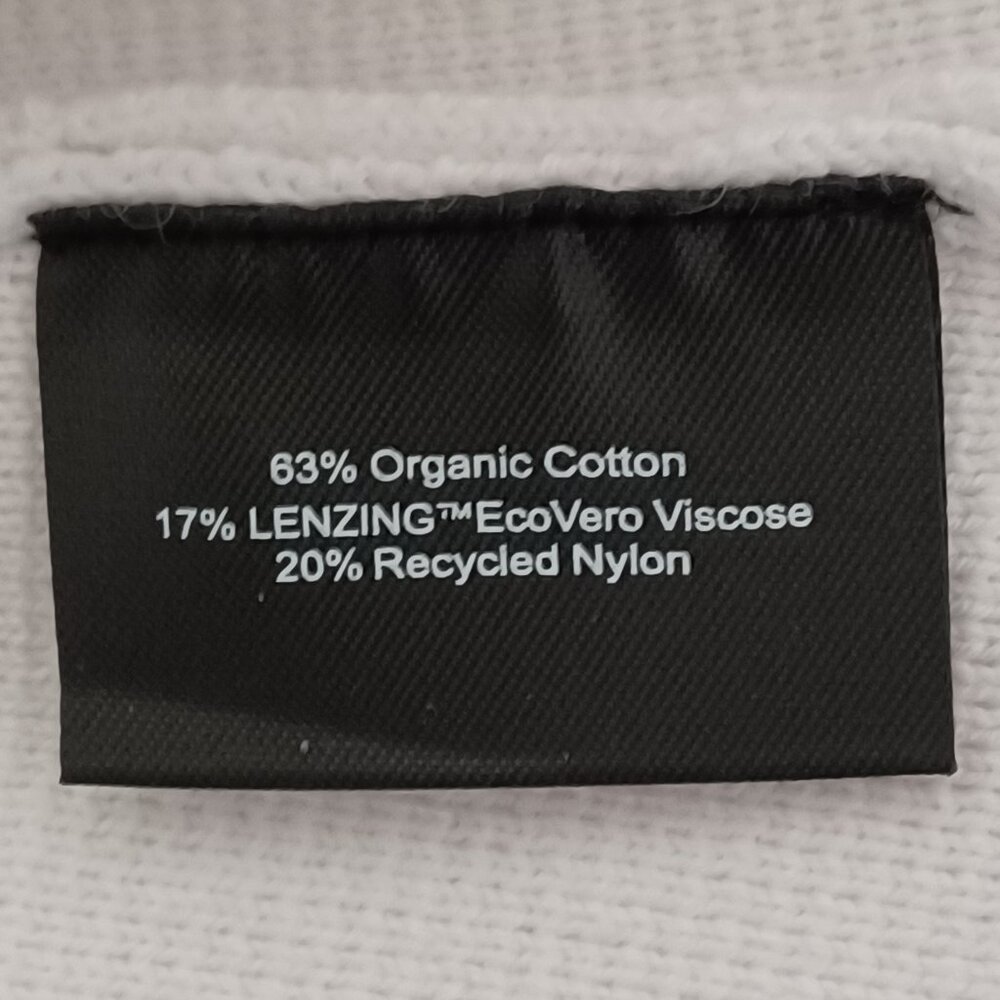 63% Organic Cotton
17% LENZING™EcoVero Viscose
20% Recycled Nylon